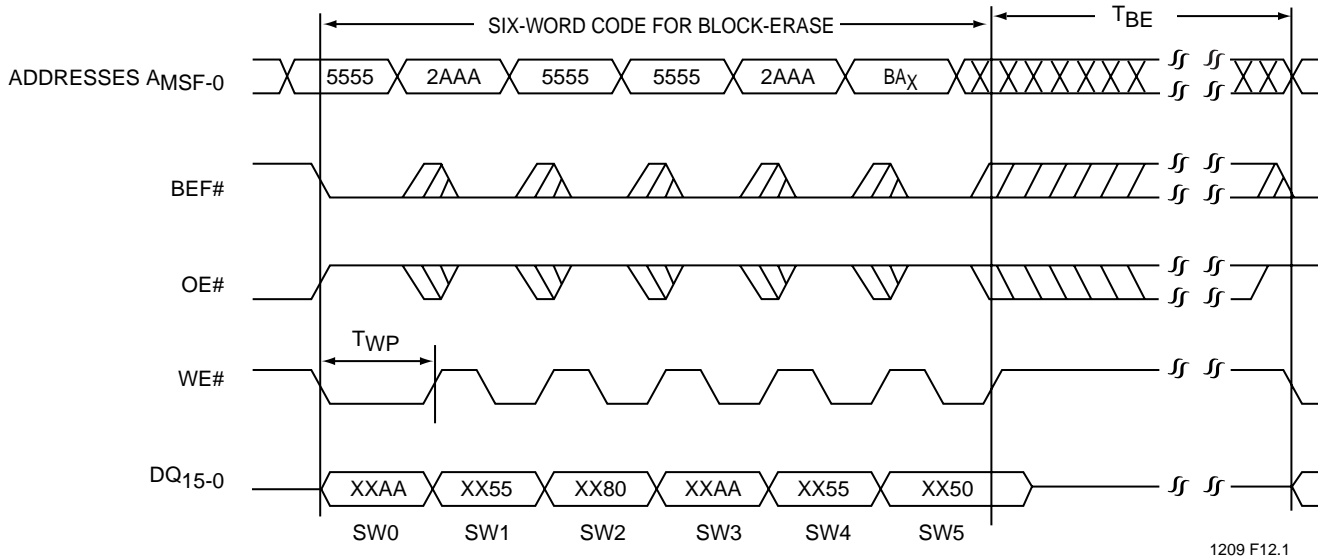 SIX-WORD CODE FOR BLOCK-ERASE TBE
ADDRESSES AMSF-0 5555 2AAA 5555 5555 2AAA BAX
BEF#
OE#
TWP
WE#
DQ15-0 XXAA XX55 XX80 XXAA XX55 XX50
SW0 SW1 SW2 SW3 SW4 SW5
1209 F12.1